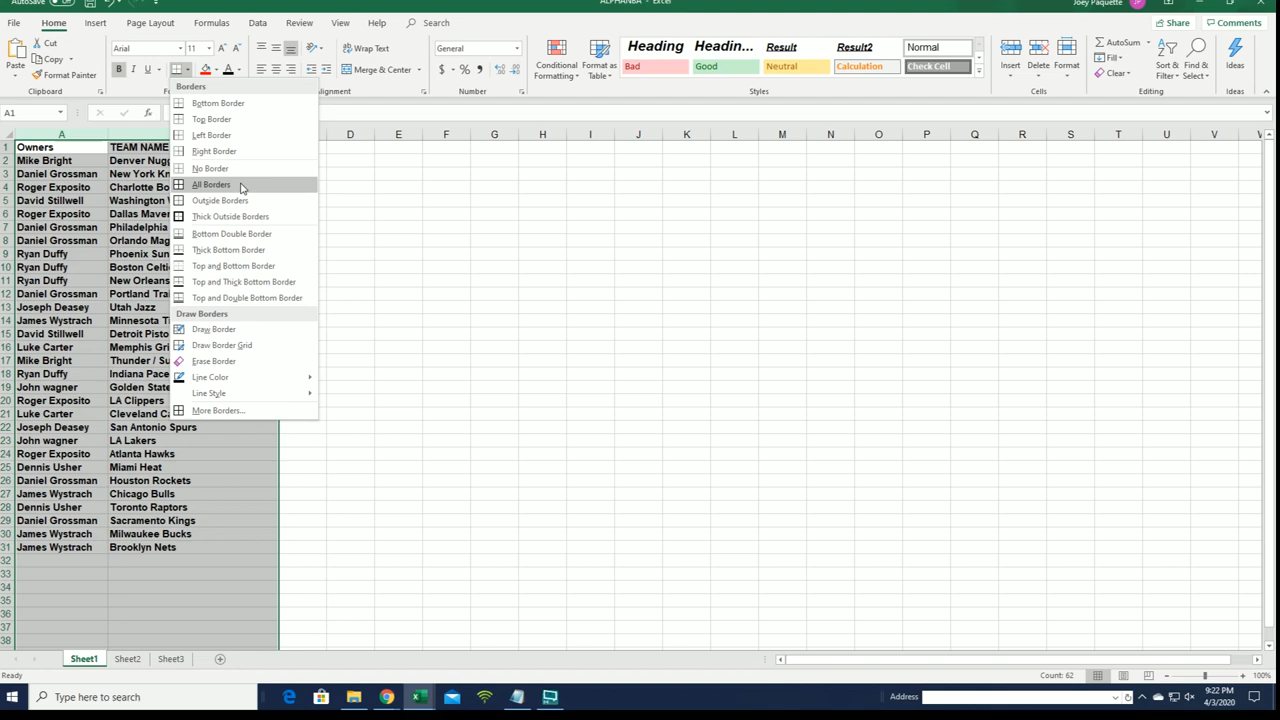 AutoSave Off
ALPHANBA - Excel
Joey Paquette JP
File Home Insert Page Layout Formulas Data Review View Help Search Share Comments
Paste Cut Copy Format Painter
Clipboard
Arial 11
B I U
Wrap Text
Merge & Center
Alignment
General
$ % ,
Number
Conditional Formatting
Format as Table
Heading Headin... Result Result2 Normal
Bad Good Neutral Calculation Check Cell
Styles
Insert Delete Format
Cells
AutoSum
Fill
Clear
Sort & Filter
Find & Select
Editing
Ideas
Ideas
A1 fx
A D E F G H I J K L M N O P Q R S T U V W
1 Owners TEAM NAME
2 Mike Bright Denver Nugg
3 Daniel Grossman New York Kn
4 Roger Exposito Charlotte Bo
5 David Stillwell Washington
6 Roger Exposito Dallas Maver
7 Daniel Grossman Philadelphia
8 Daniel Grossman Orlando Mag
9 Ryan Duffy Phoenix Sun
10 Ryan Duffy Boston Celti
11 Ryan Duffy New Orleans
12 Daniel Grossman Portland Trai
13 Joseph Deasey Utah Jazz
14 James Wystrach Minnesota Ti
15 David Stillwell Detroit Pisto
16 Luke Carter Memphis Gri
17 Mike Bright Thunder / Su
18 Ryan Duffy Indiana Pace
19 John wagner Golden State
20 Roger Exposito LA Clippers
21 Luke Carter Cleveland Ca
22 Joseph Deasey San Antonio Spurs
23 John wagner LA Lakers
24 Roger Exposito Atlanta Hawks
25 Dennis Usher Miami Heat
26 Daniel Grossman Houston Rockets
27 James Wystrach Chicago Bulls
28 Dennis Usher Toronto Raptors
29 Daniel Grossman Sacramento Kings
30 James Wystrach Milwaukee Bucks
31 James Wystrach Brooklyn Nets
32
33
34
35
36
37
38
Borders
Bottom Border
Top Border
Left Border
Right Border
No Border
All Borders
Outside Borders
Thick Outside Borders
Bottom Double Border
Thick Bottom Border
Top and Bottom Border
Top and Thick Bottom Border
Top and Double Bottom Border
Draw Borders
Draw Border
Draw Border Grid
Erase Border
Line Color
Line Style
More Borders...
Sheet1 Sheet2 Sheet3
Ready Count: 62 100%
Type here to search
Address
9:22 PM
4/3/2020